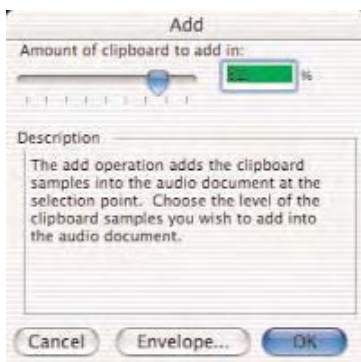 Add
Amount of clipboard to add in:
%
Description
The add operation adds the clipboard
samples into the audio document at the
selection point. Choose the level of the
clipboard samples you wish to add into
the audio document.
Cancel Envelope... OK